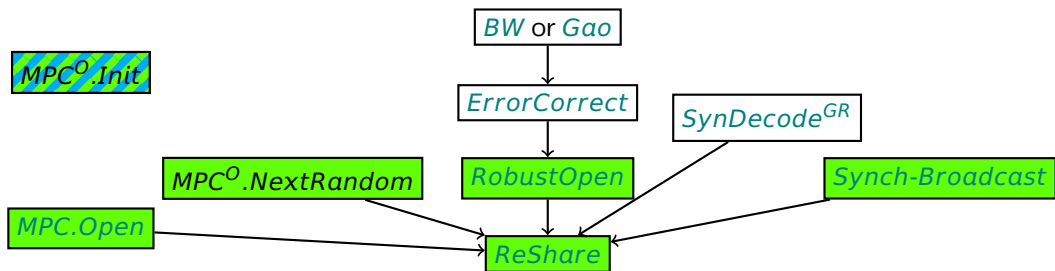 BW or Gao
MPC^O.Init
ErrorCorrect
SynDecode^GR
MPC^O.NextRandom
RobustOpen
Synch-Broadcast
MPC.Open
ReShare